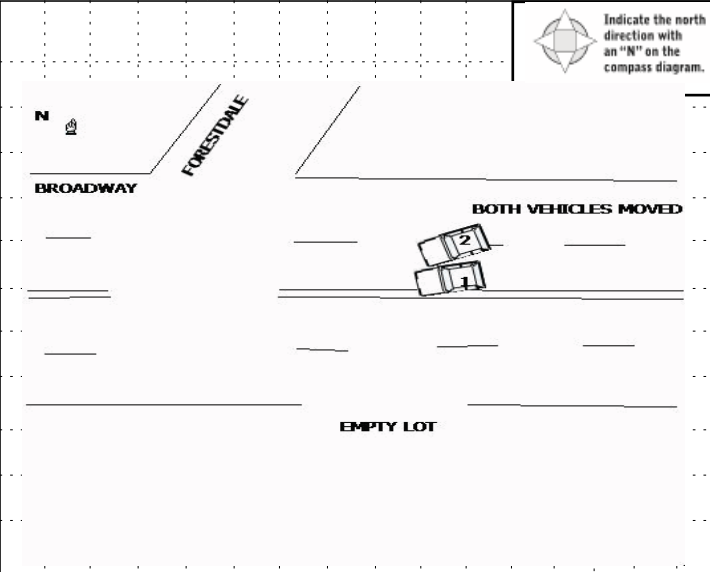 Indicate the north
direction with
an "N" on the
compass diagram.
N
FORESTDALE
BROADWAY
BOTH VEHICLES MOVED
2
1
EMPTY LOT